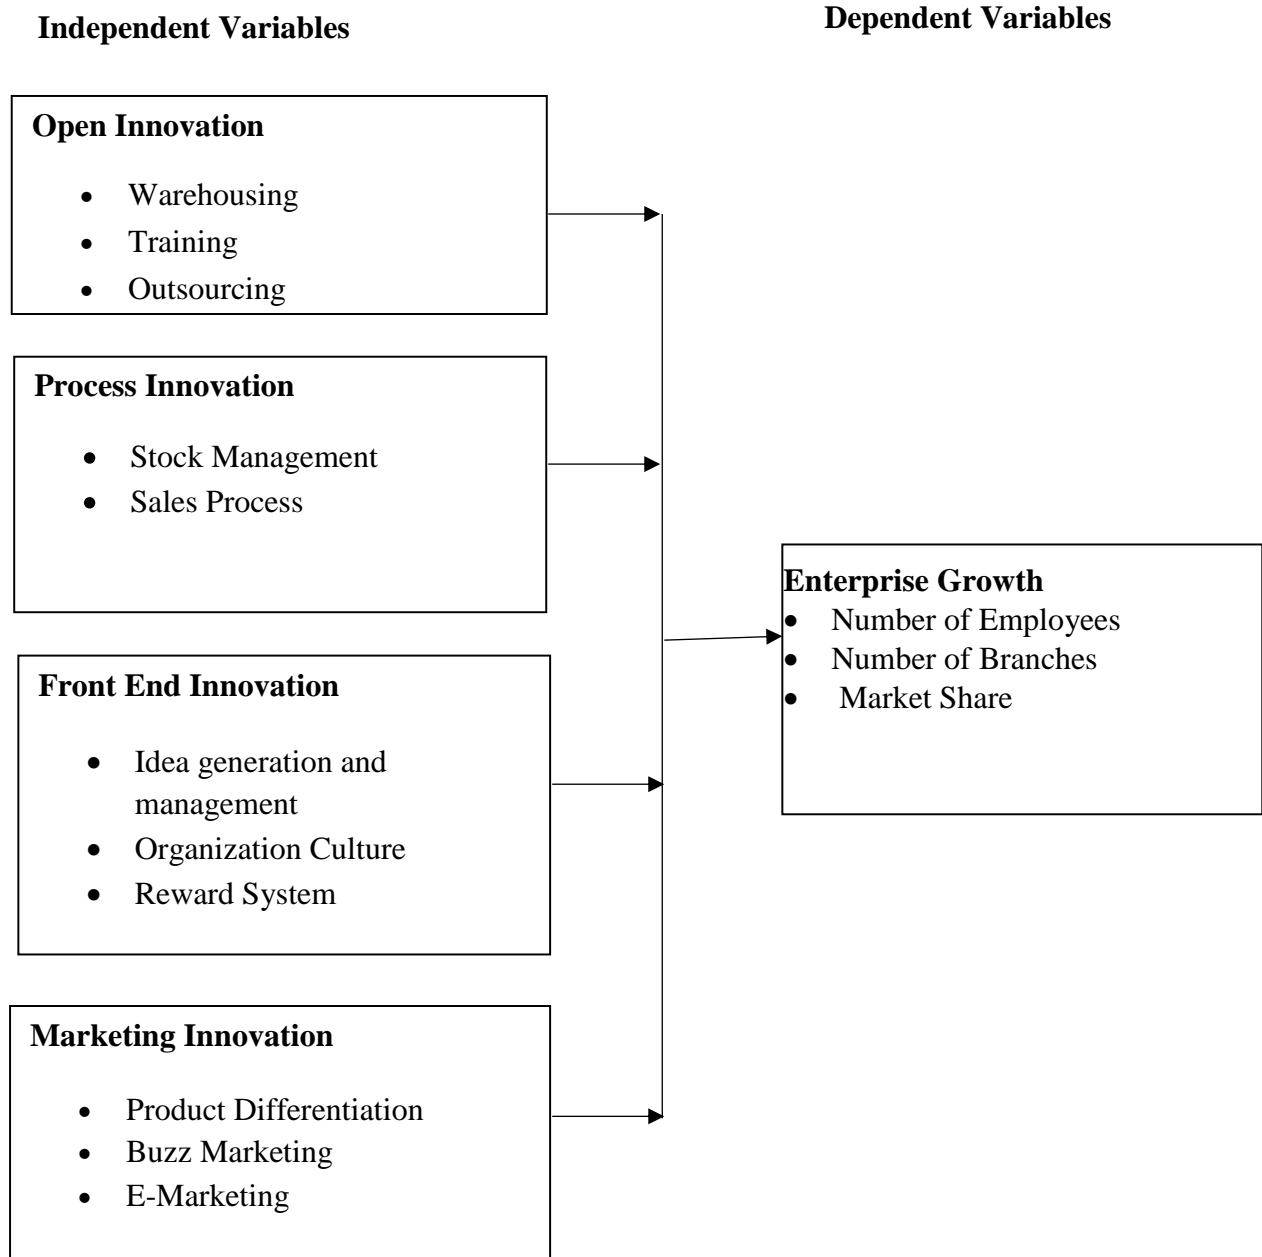 Independent Variables
Dependent Variables
Open Innovation
• Warehousing
• Training
• Outsourcing
Process Innovation
• Stock Management
• Sales Process
Front End Innovation
• Idea generation and
management
• Organization Culture
• Reward System
Marketing Innovation
• Product Differentiation
• Buzz Marketing
• E-Marketing
Enterprise Growth
• Number of Employees
• Number of Branches
• Market Share